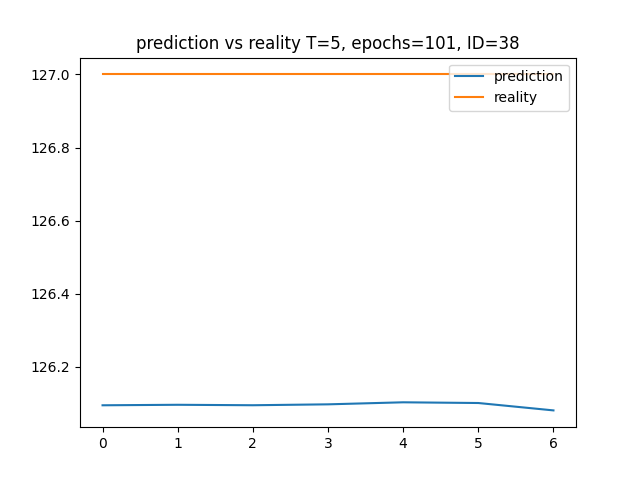 prediction vs reality T=5, epochs=101, ID=38
127.0
126.8
126.6
126.4
126.2
prediction
reality
0 1 2 3 4 5 6